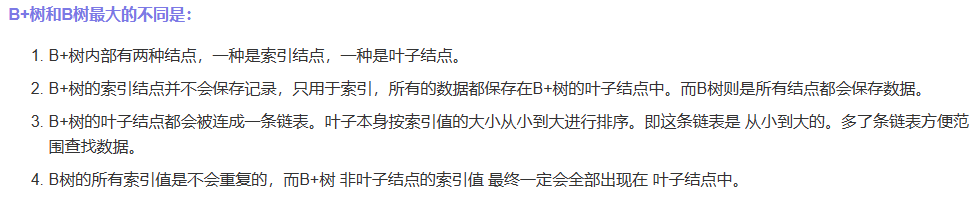 B+树和B树最大的不同是：
1. B+树内部有两种结点，一种是索引结点，一种是叶子结点。
2. B+树的索引结点并不会保存记录，只用于索引，所有的数据都保存在B+树的叶子结点中。而B树则是所有结点都会保存数据。
3. B+树的叶子结点都会被连成一条链表。叶子本身按索引值的大小从小到大进行排序。即这条链表是 从小到大的。多了条链表方便范
围查找数据。
4. B树的所有索引值是不会重复的，而B+树 非叶子结点的索引值 最终一定会全部出现在 叶子结点中。